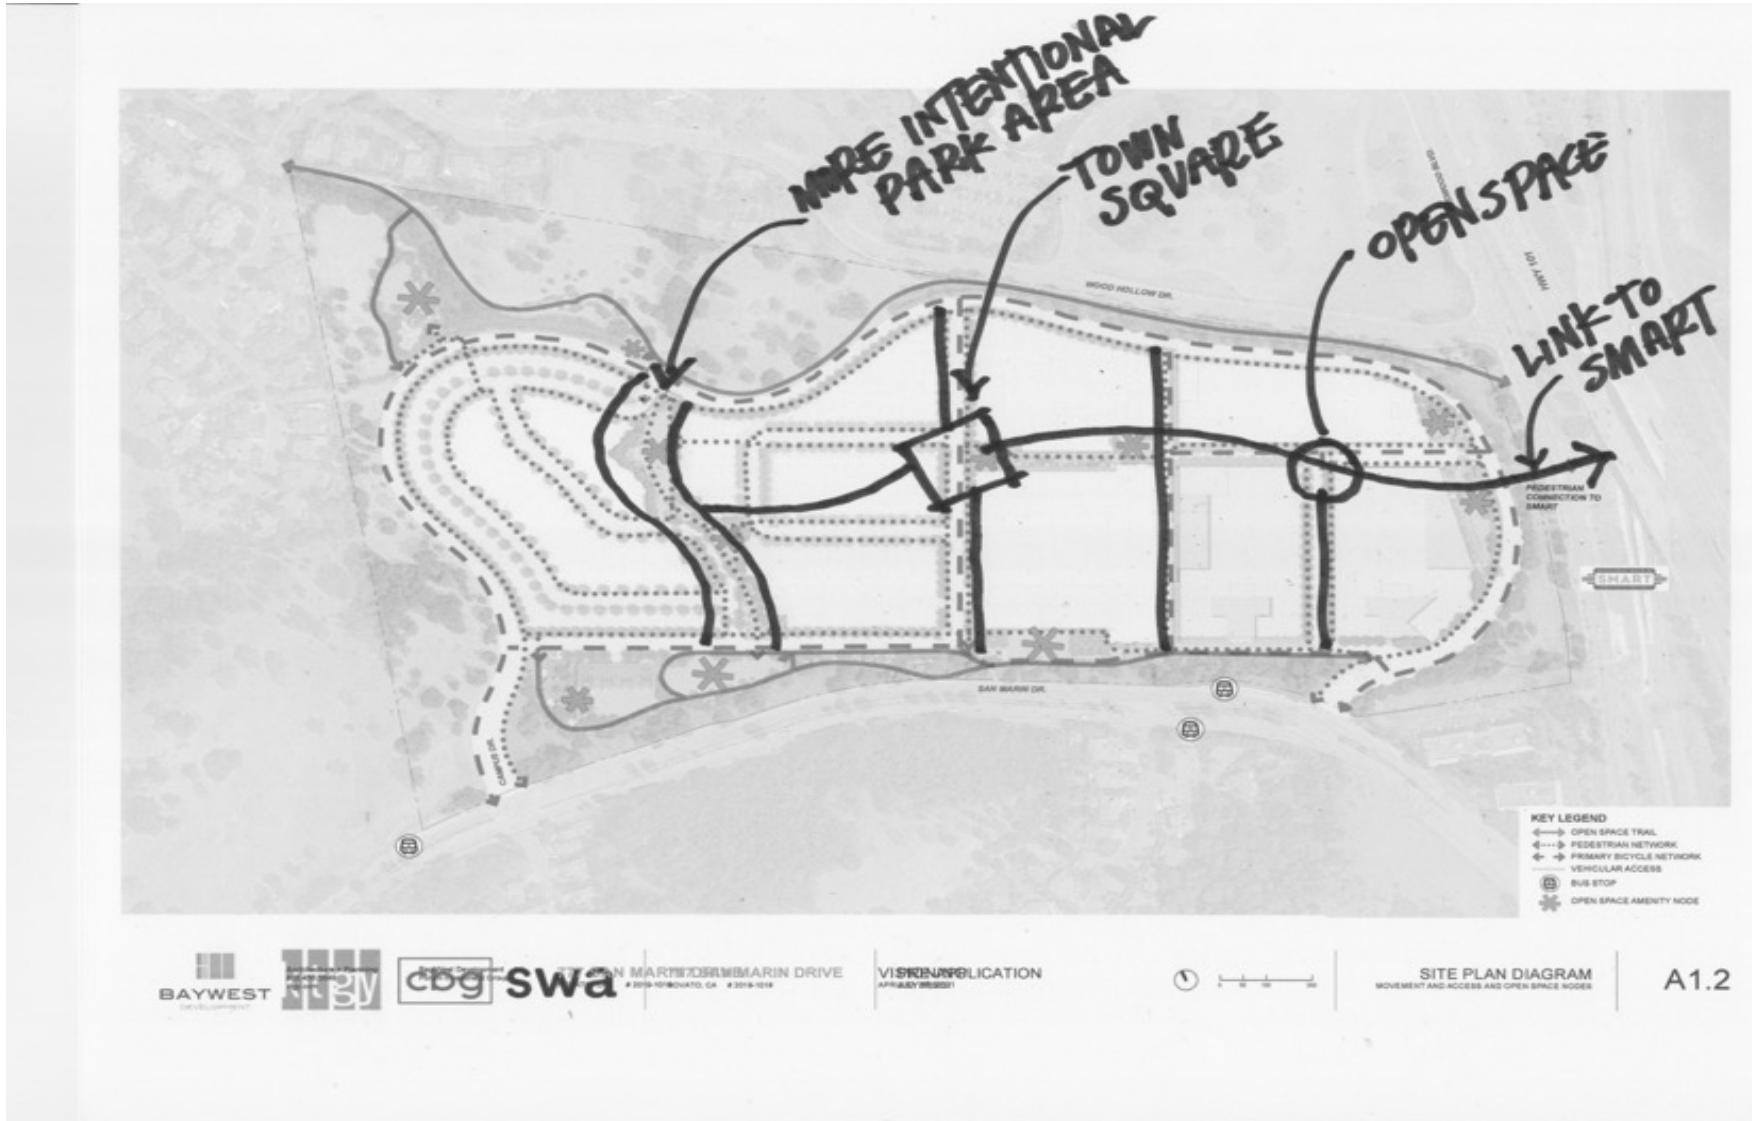 MORE INTENTIONAL
PARK AREA
TOWN
SQUARE
OPEN SPACE
LINK TO
SMART
WOOD HOLLOW DR.
HWY 101
PEDESTRIAN
CONNECTION TO
SMART
SMART
SAN MARIN DR.
CAMPUS DR.
KEY LEGEND
OPEN SPACE TRAIL
PEDESTRIAN NETWORK
PRIMARY BICYCLE NETWORK
VEHICULAR ACCESS
BUS STOP
OPEN SPACE AMENITY NODE
BAYWEST
DEVELOPMENT
cbg
swa
MARIN DRIVE
NOVATO, CA # 2019-1019
SITE PLAN DIAGRAM
MOVEMENT AND ACCESS AND OPEN SPACE NODES
A1.2